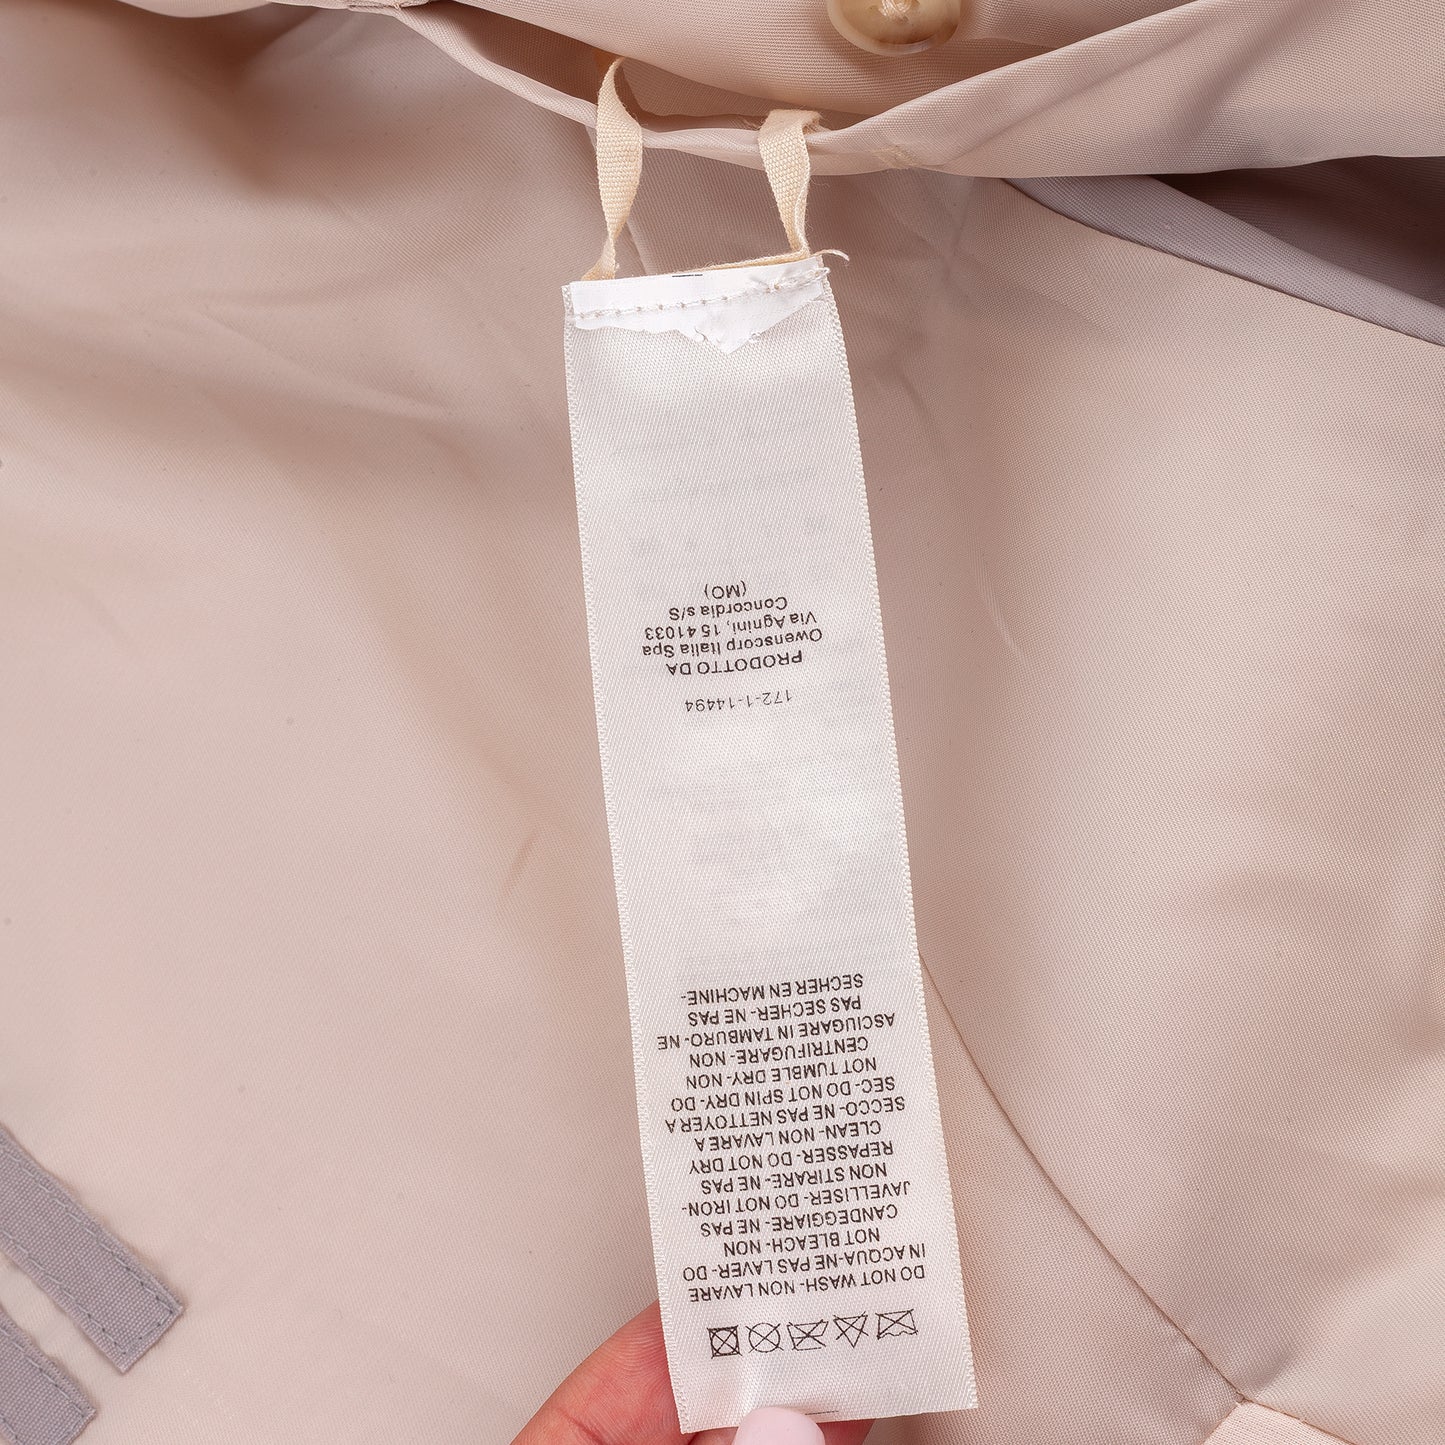 DO NOT WASH- NON LAVARE
IN ACQUA-NE PAS LAVER- DO
NOT BLEACH- NON
CANDEGGIARE- NE PAS
JAVELLISER- DO NOT IRON-
NON STIRARE- NE PAS
REPASSER- DO NOT DRY
CLEAN- NON LAVARE A
SECCO- NE PAS NETTOYER A
SEC- DO NOT SPIN DRY- DO
NOT TUMBLE DRY- NON
CENTRIFUGARE- NON
ASCIUGARE IN TAMBURO- NE
PAS SECHER- NE PAS
SECHER EN MACHINE-
172-1-14494
PRODOTTO DA
Owenscorp Italia Spa
Via Agnini, 15 41033
Concordia s/S
(MO)